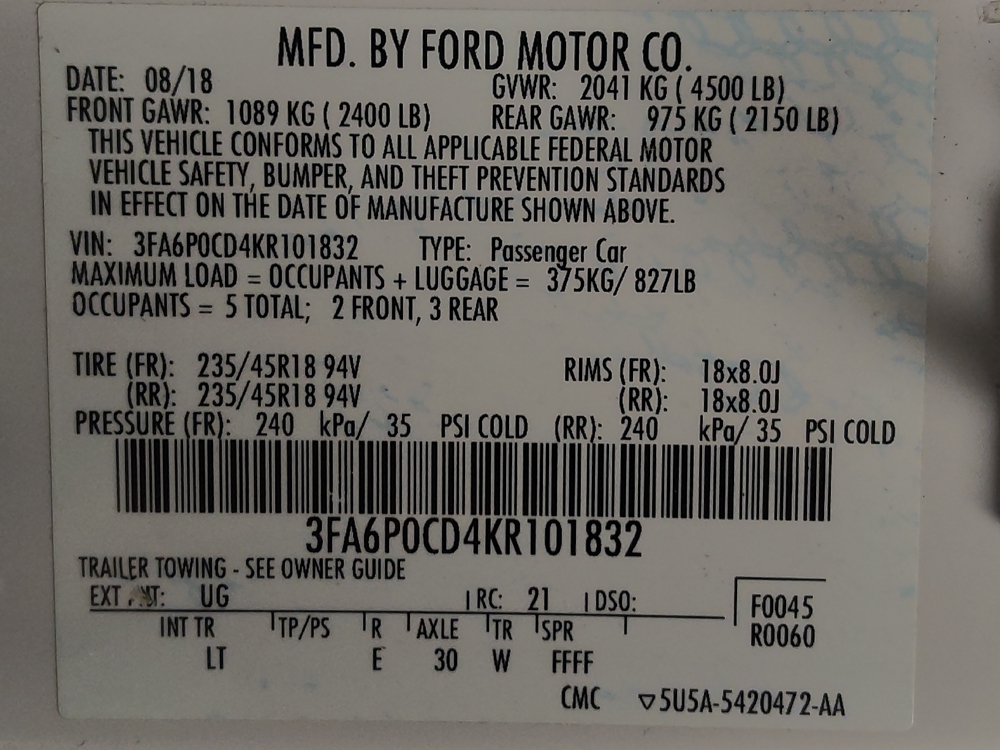 MFD. BY FORD MOTOR CO.
DATE: 08/18 GVWR: 2041 KG ( 4500 LB)
FRONT GAWR: 1089 KG ( 2400 LB) REAR GAWR: 975 KG ( 2150 LB)
THIS VEHICLE CONFORMS TO ALL APPLICABLE FEDERAL MOTOR
VEHICLE SAFETY, BUMPER, AND THEFT PREVENTION STANDARDS
IN EFFECT ON THE DATE OF MANUFACTURE SHOWN ABOVE.
VIN: 3FA6P0CD4KR101832 TYPE: Passenger Car
MAXIMUM LOAD = OCCUPANTS + LUGGAGE = 375KG/ 827LB
OCCUPANTS = 5 TOTAL; 2 FRONT, 3 REAR
TIRE (FR): 235/45R18 94V RIMS (FR): 18x8.0J
(RR): 235/45R18 94V (RR): 18x8.0J
PRESSURE (FR): 240 kPa/ 35 PSI COLD (RR): 240 kPa/ 35 PSI COLD
3FA6P0CD4KR101832
TRAILER TOWING - SEE OWNER GUIDE
EXT UG RC: 21 DSO:
F0045
INT TR TP/PS R AXLE TR SPR
R0060
LT E 30 W FFFF
CMC ▽5U5A-5420472-AA